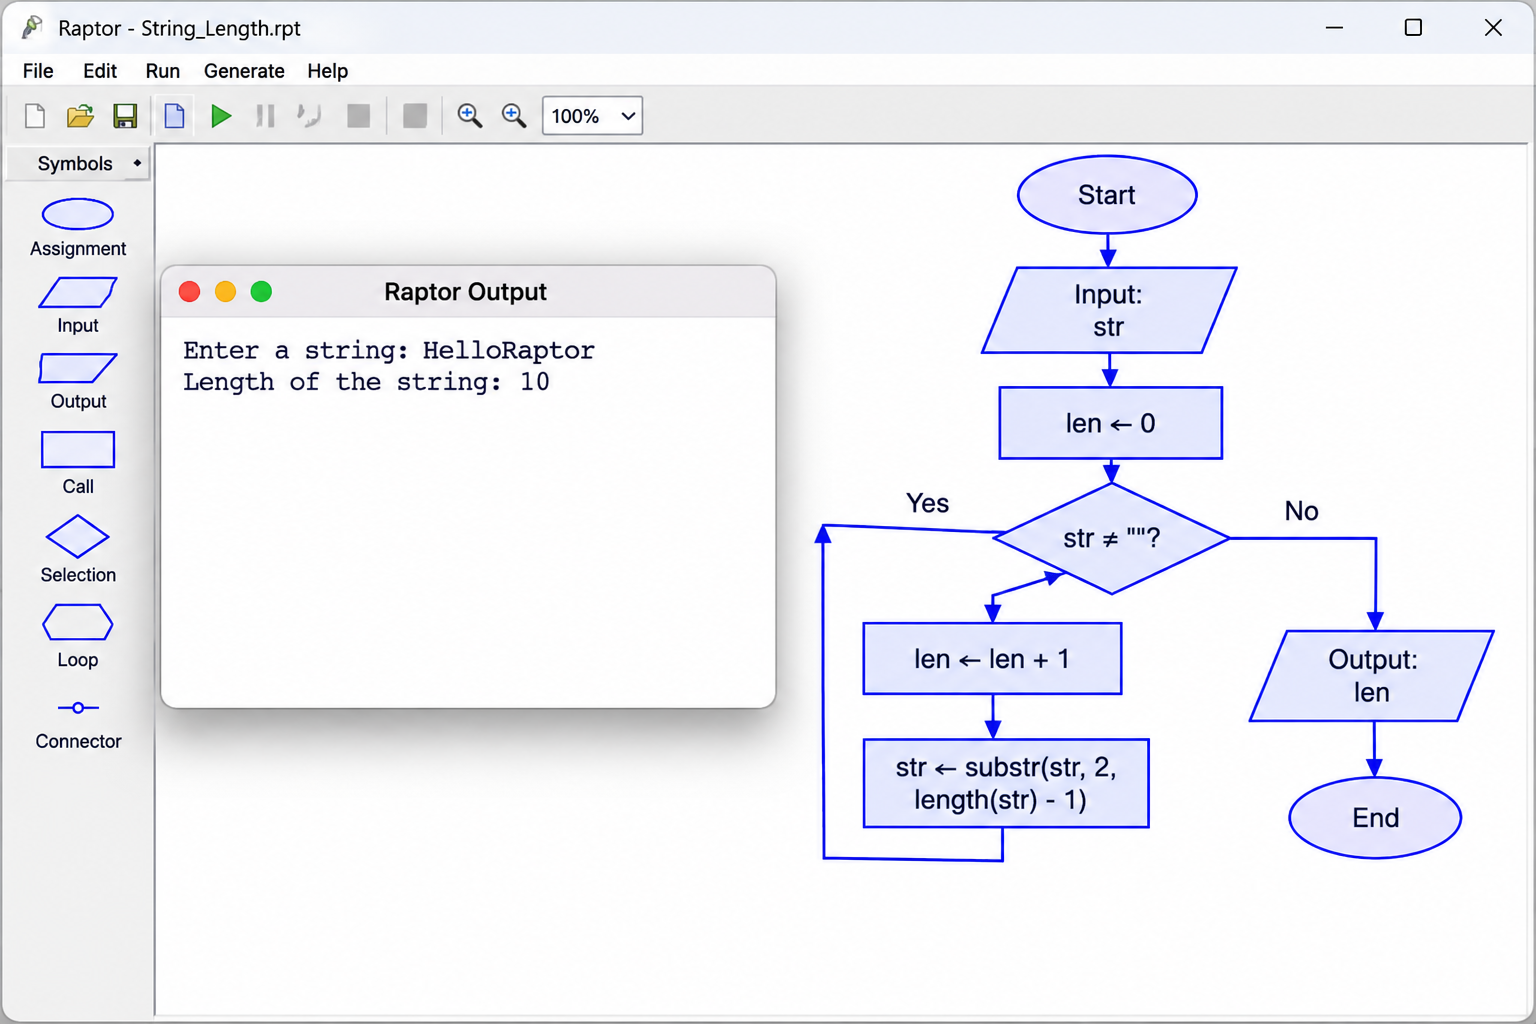 Raptor - String_Length.rpt
File Edit Run Generate Help
100%
Symbols
Assignment
Input
Output
Call
Selection
Loop
Connector
Raptor Output
Enter a string: HelloRaptor
Length of the string: 10
Start
Input:
str
len ← 0
Yes
str ≠ ""?
No
len ← len + 1
str ← substr(str, 2,
length(str) - 1)
Output:
len
End